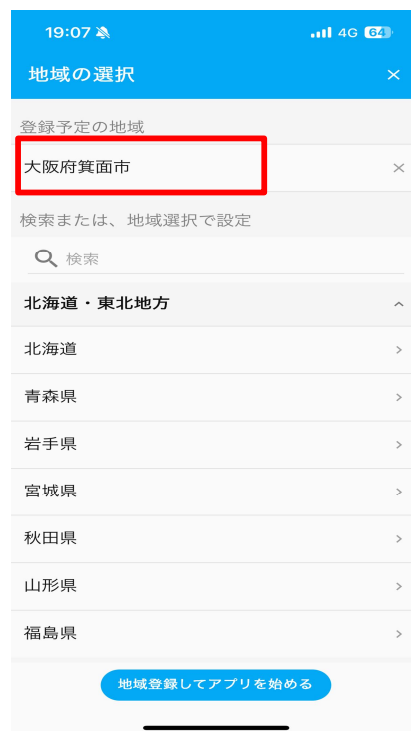 19:07 4G 64
地域の選択
登録予定の地域
大阪府箕面市
検索または、地域選択で設定
検索
北海道・東北地方
北海道
青森県
岩手県
宮城県
秋田県
山形県
福島県
地域登録してアプリを始める